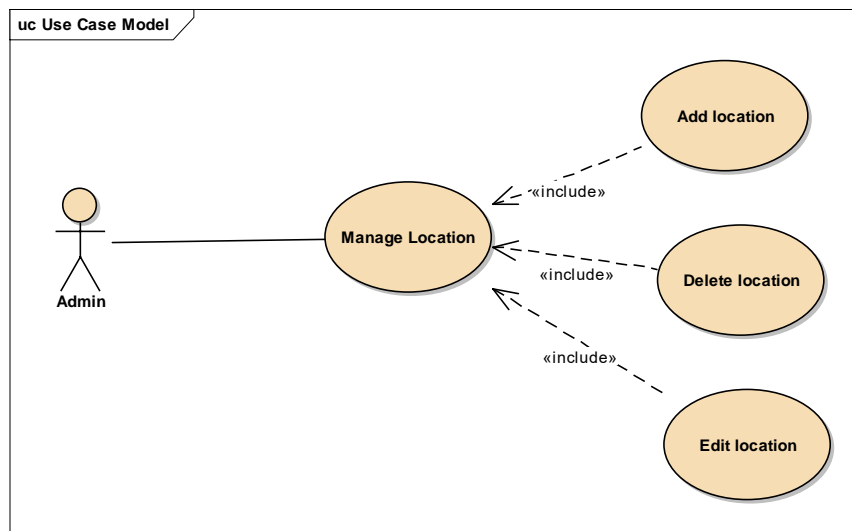 uc Use Case Model
Add location
«include»
Manage Location
Delete location
«include»
Admin
«include»
Edit location